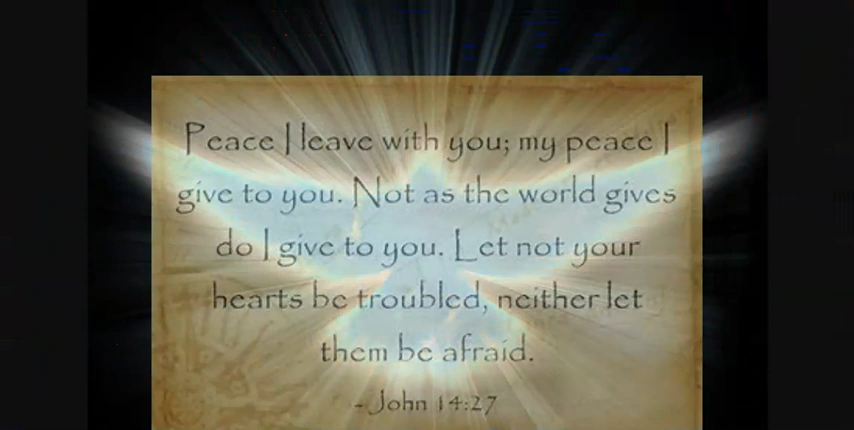 Peace I leave with you; my peace I
give to you. Not as the world gives
do I give to you. Let not your
hearts be troubled, neither let
them be afraid.
- John 14:27